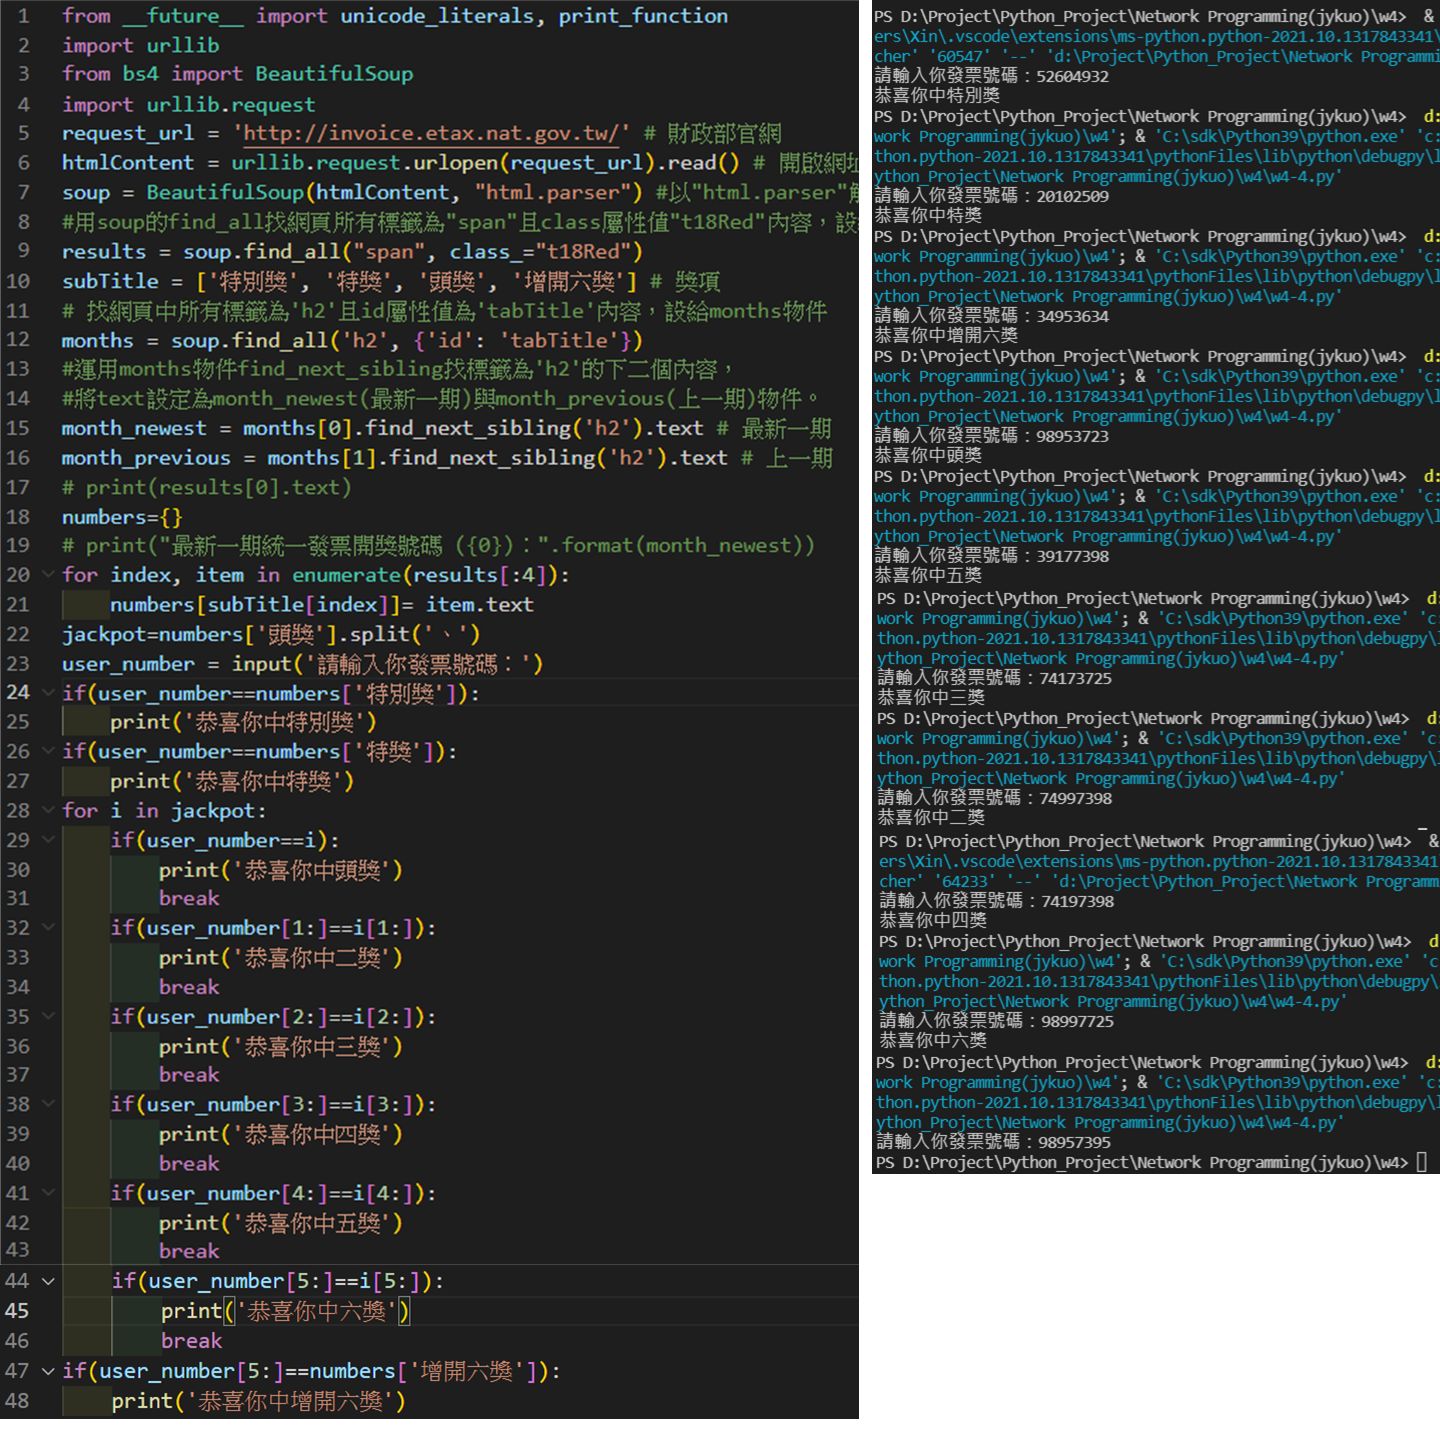 1 from __future__ import unicode_literals, print_function
2 import urllib
3 from bs4 import BeautifulSoup
4 import urllib.request
5 request_url = 'http://invoice.etax.nat.gov.tw/' # 財政部官網
6 htmlContent = urllib.request.urlopen(request_url).read() # 開啟網址
7 soup = BeautifulSoup(htmlContent, "html.parser") #以"html.parser"解
8 #用soup的find_all找網頁所有標籤為"span"且class屬性值"t18Red"內容，設給
9 results = soup.find_all("span", class_="t18Red")
10 subTitle = ['特別獎', '特獎', '頭獎', '增開六獎'] # 獎項
11 # 找網頁中所有標籤為'h2'且id屬性值為'tabTitle'內容，設給months物件
12 months = soup.find_all('h2', {'id': 'tabTitle'})
13 #運用months物件find_next_sibling找標籤為'h2'的下二個內容，
14 #將text設定為month_newest(最新一期)與month_previous(上一期)物件。
15 month_newest = months[0].find_next_sibling('h2').text # 最新一期
16 month_previous = months[1].find_next_sibling('h2').text # 上一期
17 # print(results[0].text)
18 numbers={}
19 # print("最新一期統一發票開獎號碼 ({0})：".format(month_newest))
20 for index, item in enumerate(results[:4]):
21 numbers[subTitle[index]]= item.text
22 jackpot=numbers['頭獎'].split('、')
23 user_number = input('請輸入你發票號碼：')
24 if(user_number==numbers['特別獎']):
25 print('恭喜你中特別獎')
26 if(user_number==numbers['特獎']):
27 print('恭喜你中特獎')
28 for i in jackpot:
29 if(user_number==i):
30 print('恭喜你中頭獎')
31 break
32 if(user_number[1:]==i[1:]):
33 print('恭喜你中二獎')
34 break
35 if(user_number[2:]==i[2:]):
36 print('恭喜你中三獎')
37 break
38 if(user_number[3:]==i[3:]):
39 print('恭喜你中四獎')
40 break
41 if(user_number[4:]==i[4:]):
42 print('恭喜你中五獎')
43 break
44 if(user_number[5:]==i[5:]):
45 print('恭喜你中六獎')
46 break
47 if(user_number[5:]==numbers['增開六獎']):
48 print('恭喜你中增開六獎')
PS D:\Project\Python_Project\Network Programming(jykuo)\w4> &
ers\Xin\.vscode\extensions\ms-python.python-2021.10.1317843341\
cher' '60547' '--' 'd:\Project\Python_Project\Network Programmi
請輸入你發票號碼：52604932
恭喜你中特別獎
PS D:\Project\Python_Project\Network Programming(jykuo)\w4> d:
work Programming(jykuo)\w4'; & 'C:\sdk\Python39\python.exe' 'c:
thon.python-2021.10.1317843341\pythonFiles\lib\python\debugpy\l
ython_Project\Network Programming(jykuo)\w4\w4-4.py'
請輸入你發票號碼：20102509
恭喜你中特獎
PS D:\Project\Python_Project\Network Programming(jykuo)\w4> d:
work Programming(jykuo)\w4'; & 'C:\sdk\Python39\python.exe' 'c:
thon.python-2021.10.1317843341\pythonFiles\lib\python\debugpy\l
ython_Project\Network Programming(jykuo)\w4\w4-4.py'
請輸入你發票號碼：34953634
恭喜你中增開六獎
PS D:\Project\Python_Project\Network Programming(jykuo)\w4> d:
work Programming(jykuo)\w4'; & 'C:\sdk\Python39\python.exe' 'c:
thon.python-2021.10.1317843341\pythonFiles\lib\python\debugpy\l
ython_Project\Network Programming(jykuo)\w4\w4-4.py'
請輸入你發票號碼：98953723
恭喜你中頭獎
PS D:\Project\Python_Project\Network Programming(jykuo)\w4> d:
work Programming(jykuo)\w4'; & 'C:\sdk\Python39\python.exe' 'c:
thon.python-2021.10.1317843341\pythonFiles\lib\python\debugpy\l
ython_Project\Network Programming(jykuo)\w4\w4-4.py'
請輸入你發票號碼：39177398
恭喜你中五獎
PS D:\Project\Python_Project\Network Programming(jykuo)\w4> d:
work Programming(jykuo)\w4'; & 'C:\sdk\Python39\python.exe' 'c:
thon.python-2021.10.1317843341\pythonFiles\lib\python\debugpy\l
ython_Project\Network Programming(jykuo)\w4\w4-4.py'
請輸入你發票號碼：74173725
恭喜你中三獎
PS D:\Project\Python_Project\Network Programming(jykuo)\w4> d:
work Programming(jykuo)\w4'; & 'C:\sdk\Python39\python.exe' 'c:
thon.python-2021.10.1317843341\pythonFiles\lib\python\debugpy\l
ython_Project\Network Programming(jykuo)\w4\w4-4.py'
請輸入你發票號碼：74997398
恭喜你中二獎
PS D:\Project\Python_Project\Network Programming(jykuo)\w4> &
ers\Xin\.vscode\extensions\ms-python.python-2021.10.1317843341
cher' '64233' '--' 'd:\Project\Python_Project\Network Programm
請輸入你發票號碼：74197398
恭喜你中四獎
PS D:\Project\Python_Project\Network Programming(jykuo)\w4> d
work Programming(jykuo)\w4'; & 'C:\sdk\Python39\python.exe' 'c
thon.python-2021.10.1317843341\pythonFiles\lib\python\debugpy\
ython_Project\Network Programming(jykuo)\w4\w4-4.py'
請輸入你發票號碼：98997725
恭喜你中六獎
PS D:\Project\Python_Project\Network Programming(jykuo)\w4> d:
work Programming(jykuo)\w4'; & 'C:\sdk\Python39\python.exe' 'c:
thon.python-2021.10.1317843341\pythonFiles\lib\python\debugpy\l
ython_Project\Network Programming(jykuo)\w4\w4-4.py'
請輸入你發票號碼：98957395
PS D:\Project\Python_Project\Network Programming(jykuo)\w4>